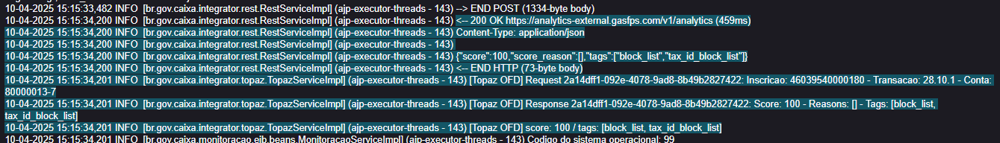 10-04-2025 15:15:33,482 INFO [br.gov.caixa.integrator.rest.RestServiceImpl] (ajp-executor-threads - 143) --> END POST (1334-byte body)
10-04-2025 15:15:34,200 INFO [br.gov.caixa.integrator.rest.RestServiceImpl] (ajp-executor-threads - 143) <-- 200 OK https://analytics-external.gasfps.com/v1/analytics (459ms)
10-04-2025 15:15:34,200 INFO [br.gov.caixa.integrator.rest.RestServiceImpl] (ajp-executor-threads - 143) Content-Type: application/json
10-04-2025 15:15:34,200 INFO [br.gov.caixa.integrator.rest.RestServiceImpl] (ajp-executor-threads - 143)
10-04-2025 15:15:34,200 INFO [br.gov.caixa.integrator.rest.RestServiceImpl] (ajp-executor-threads - 143) {"score":100,"score_reason":[],"tags":["block_list","tax_id_block_list"]}
10-04-2025 15:15:34,200 INFO [br.gov.caixa.integrator.rest.RestServiceImpl] (ajp-executor-threads - 143) <-- END HTTP (73-byte body)
10-04-2025 15:15:34,201 INFO [br.gov.caixa.integrator.topaz.TopazServiceImpl] (ajp-executor-threads - 143) [Topaz OFD] Request 2a14dff1-092e-4078-9ad8-8b49b2827422: Inscricao: 46039540000180 - Transacao: 28.10.1 - Conta:
80000013-7
10-04-2025 15:15:34,201 INFO [br.gov.caixa.integrator.topaz.TopazServiceImpl] (ajp-executor-threads - 143) [Topaz OFD] Response 2a14dff1-092e-4078-9ad8-8b49b2827422: Score: 100 - Reasons: [] - Tags: [block_list,
tax_id_block_list]
10-04-2025 15:15:34,201 INFO [br.gov.caixa.integrator.topaz.TopazServiceImpl] (ajp-executor-threads - 143) [Topaz OFD] score: 100 / tags: [block_list, tax_id_block_list]
10-04-2025 15:15:34,201 INFO [br.gov.caixa.monitoracao.ejb.beans.MonitoracaoServiceImpl] (ajp-executor-threads - 143) Codigo do sistema operacional: 99